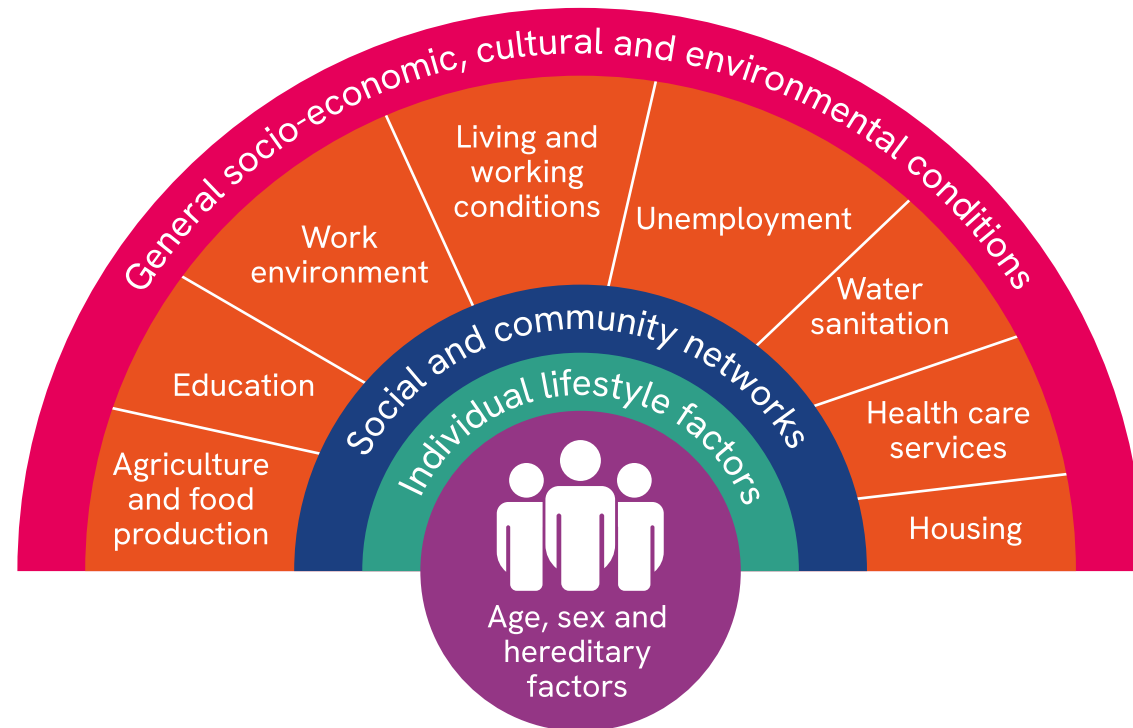 General socio-economic, cultural and environmental conditions
Agriculture
and food
production
Education
Work
environment
Living and
working
conditions
Unemployment
Water
sanitation
Health care
services
Housing
Social and community networks
Individual lifestyle factors
Age, sex and
hereditary
factors